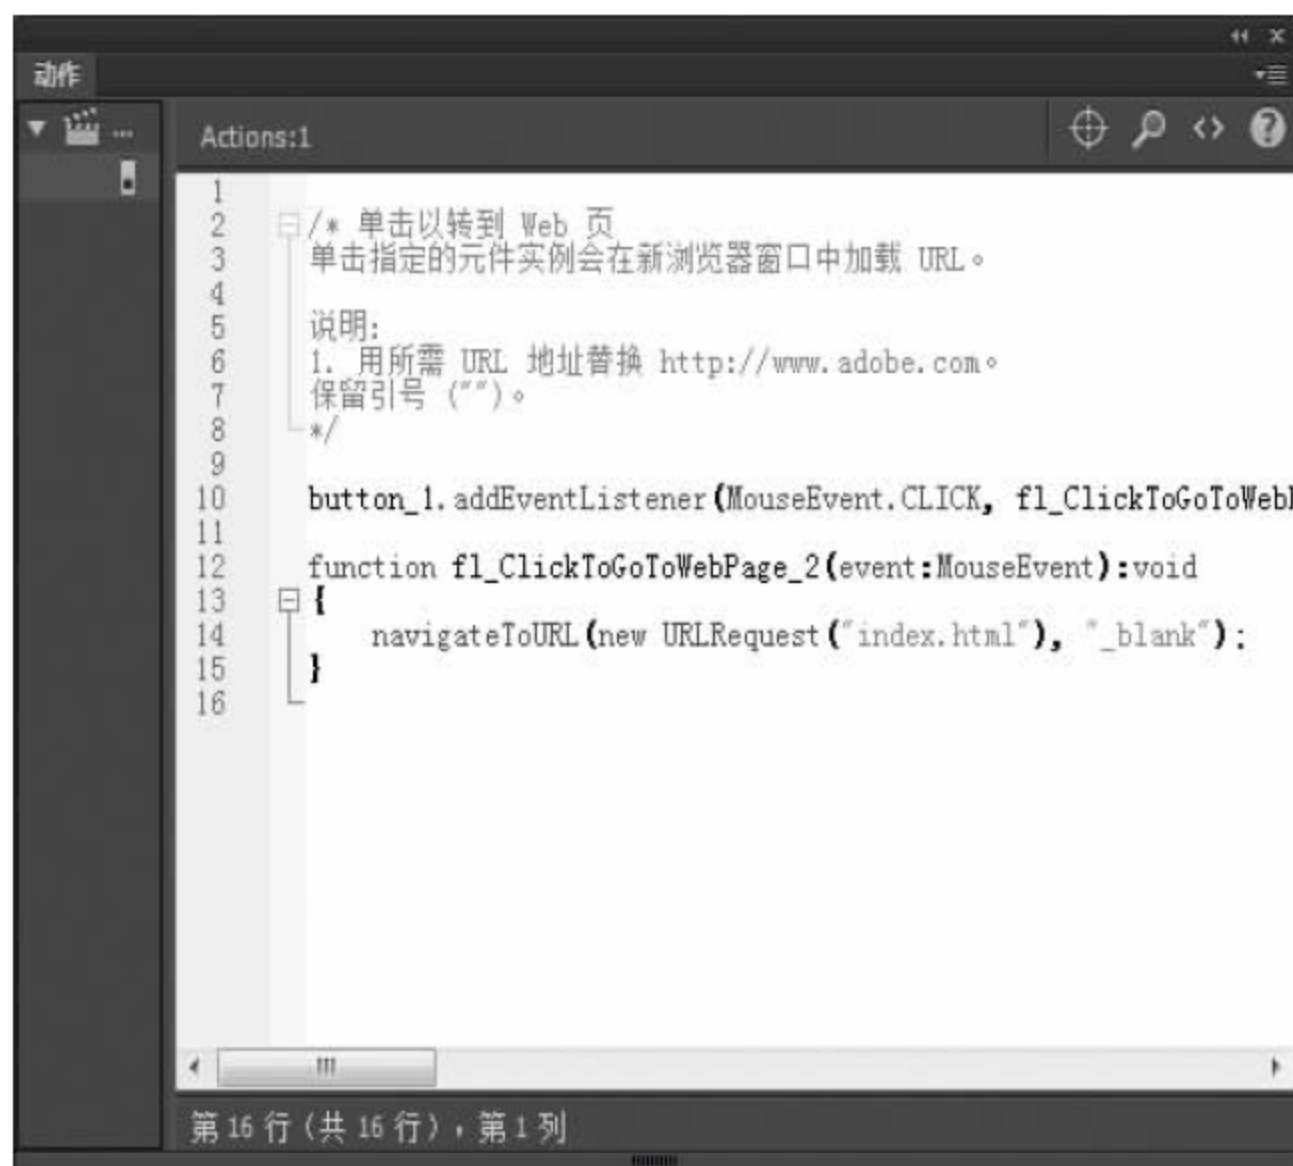 动作
Actions:1
1
2 /* 单击以转到 Web 页
3 单击指定的元件实例会在新浏览器窗口中加载 URL。
4
5 说明:
6 1. 用所需 URL 地址替换 http://www.adobe.com。
7 保留引号 ("")。
8 */
9
10 button_1.addEventListener(MouseEvent.CLICK, fl_ClickToGoToWeb
11
12 function fl_ClickToGoToWebPage_2(event:MouseEvent):void
13 {
14 navigateToURL(new URLRequest("index.html"), "_blank");
15 }
16
第 16 行（共 16 行），第 1 列